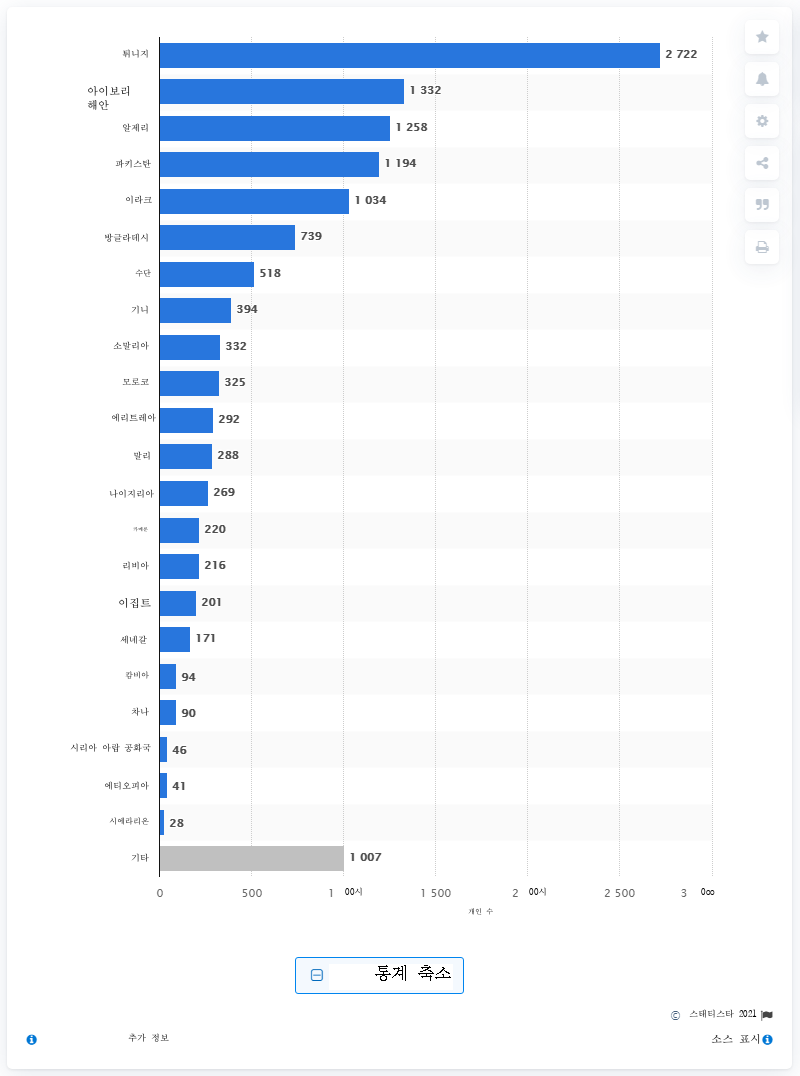 튀니지 2 722
아이보리
해안 1 332
알제리 1 258
파키스탄 1 194
이라크 1 034
방글라데시 739
수단 518
기니 394
소말리아 332
모로코 325
에리트레아 292
말리 288
나이지리아 269
220
리비아 216
이집트 201
세네갈 171
감비아 94
차나 90
시리아 아랍 공화국 46
에티오피아 41
시에라리온 28
기타 1 007
0 500 1 00시 1 500 2 00시 2 500 3 0∞
개인 수
통계 축소
© 스태티스타 2021
추가 정보 소스 표시